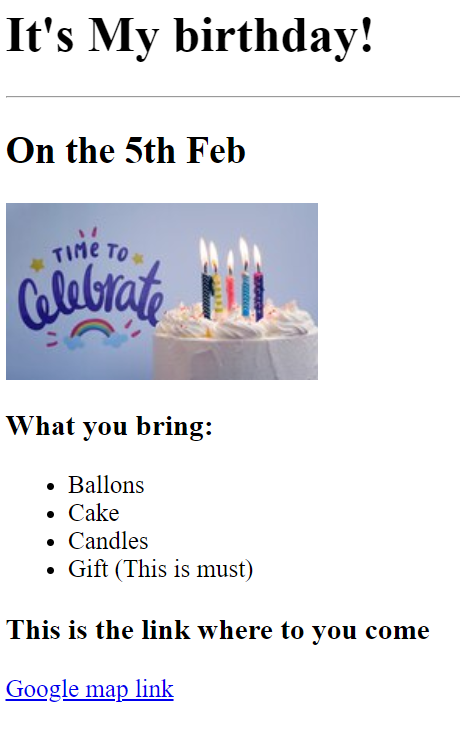 It's My birthday!
On the 5th Feb
TIME TO
Celebrate
What you bring:
Ballons
Cake
Candles
Gift (This is must)
This is the link where to you come
Google map link